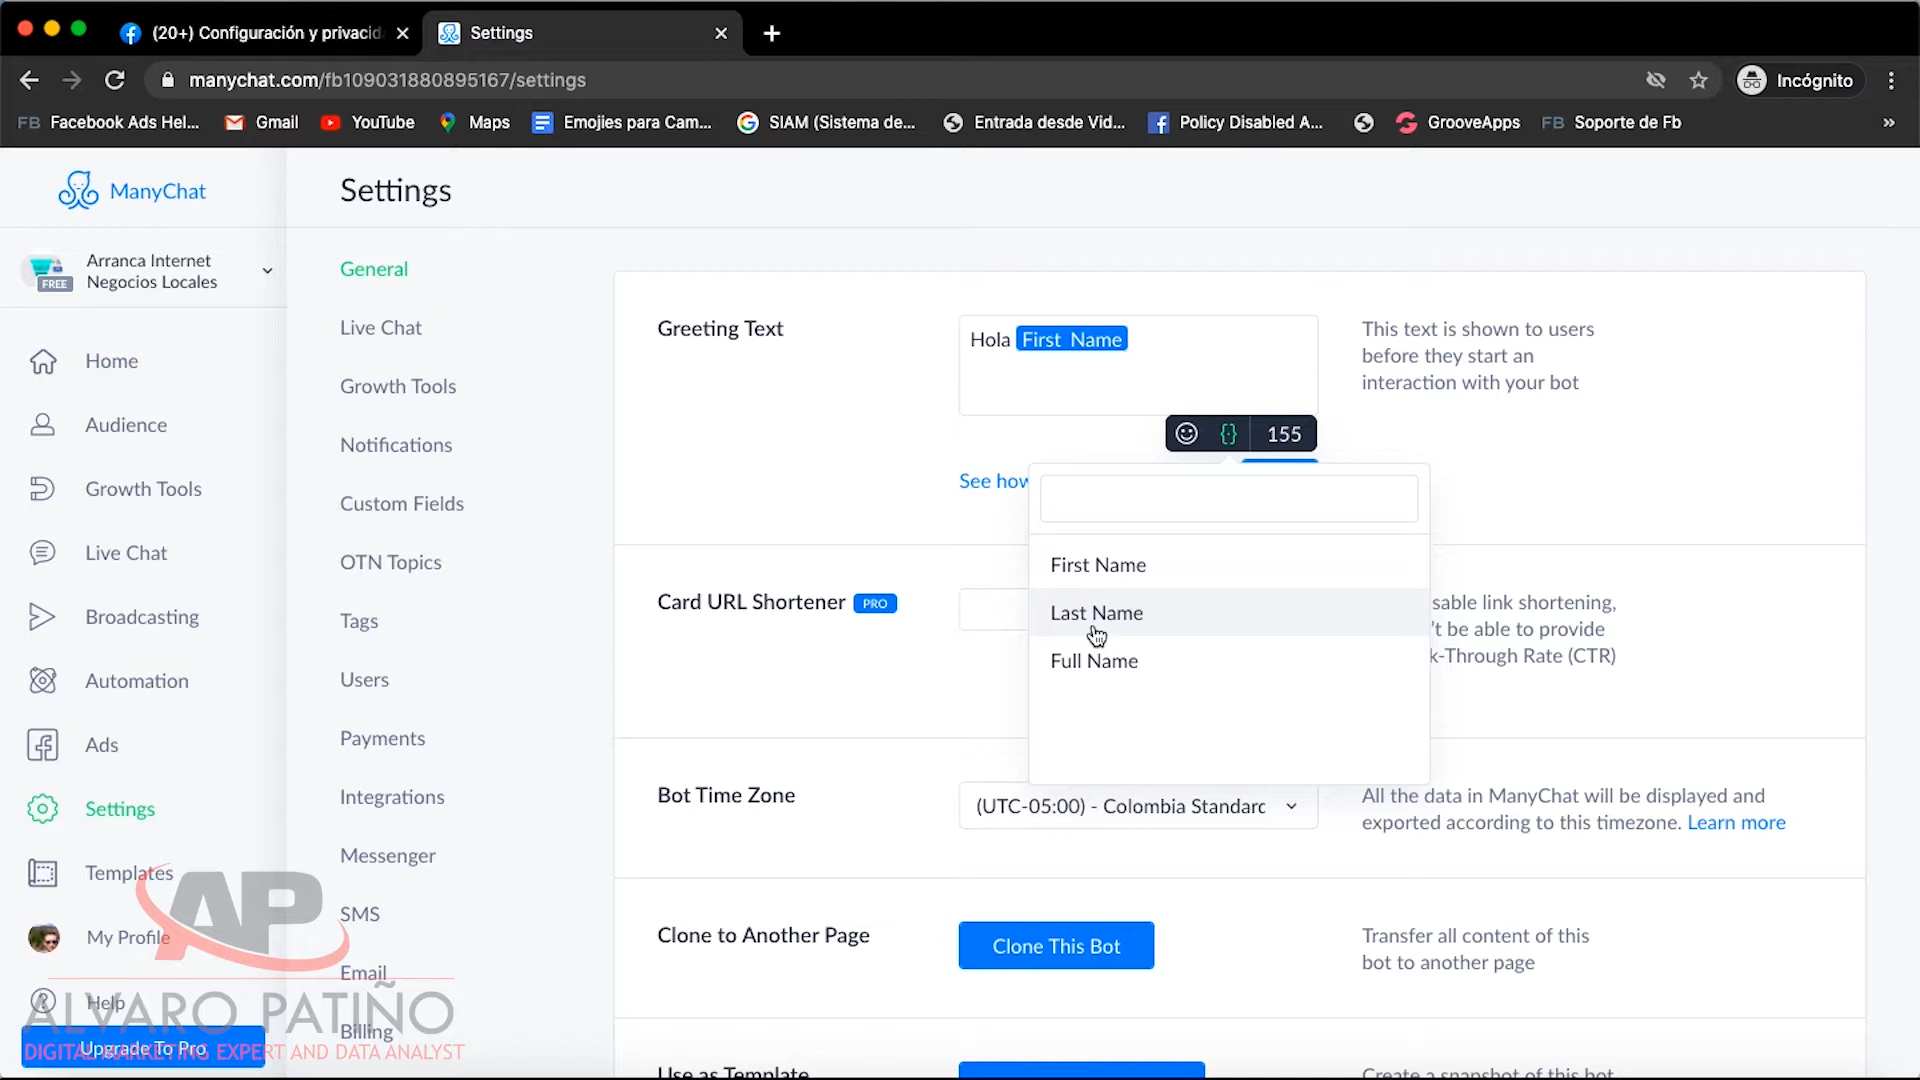 (20+) Configuración y privacid
Settings
manychat.com/fb109031880895167/settings
Incógnito
FB Facebook Ads Hel...
Gmail
YouTube
Maps
Emojies para Cam...
SIAM (Sistema de...
Entrada desde Vid...
Policy Disabled A...
GrooveApps
FB Soporte de Fb
»
ManyChat
Settings
Arranca Internet
Negocios Locales
FREE
Home
Audience
Growth Tools
Live Chat
Broadcasting
Automation
Ads
Settings
Templates
My Profile
Help
Upgrade To Pro
General
Live Chat
Growth Tools
Notifications
Custom Fields
OTN Topics
Tags
Users
Payments
Integrations
Messenger
SMS
Email
Billing
Greeting Text
Hola First Name
155
This text is shown to users
before they start an
interaction with your bot
See how
First Name
Last Name
Full Name
Card URL Shortener PRO
sable link shortening,
't be able to provide
k-Through Rate (CTR)
Bot Time Zone
(UTC-05:00) - Colombia Standard
All the data in ManyChat will be displayed and
exported according to this timezone. Learn more
Clone to Another Page
Clone This Bot
Transfer all content of this
bot to another page
Use as Template
Create a snapshot of this bot
AP
ALVARO PATIÑO
DIGITAL MARKETING EXPERT AND DATA ANALYST